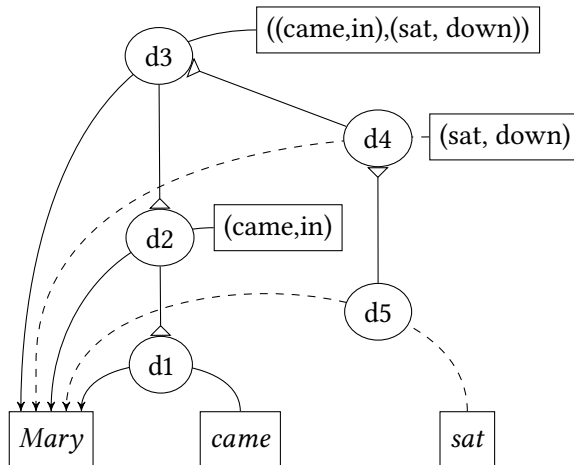 ((came,in),(sat, down))
d3
d4
(sat, down)
d2
(came,in)
d5
d1
Mary
came
sat